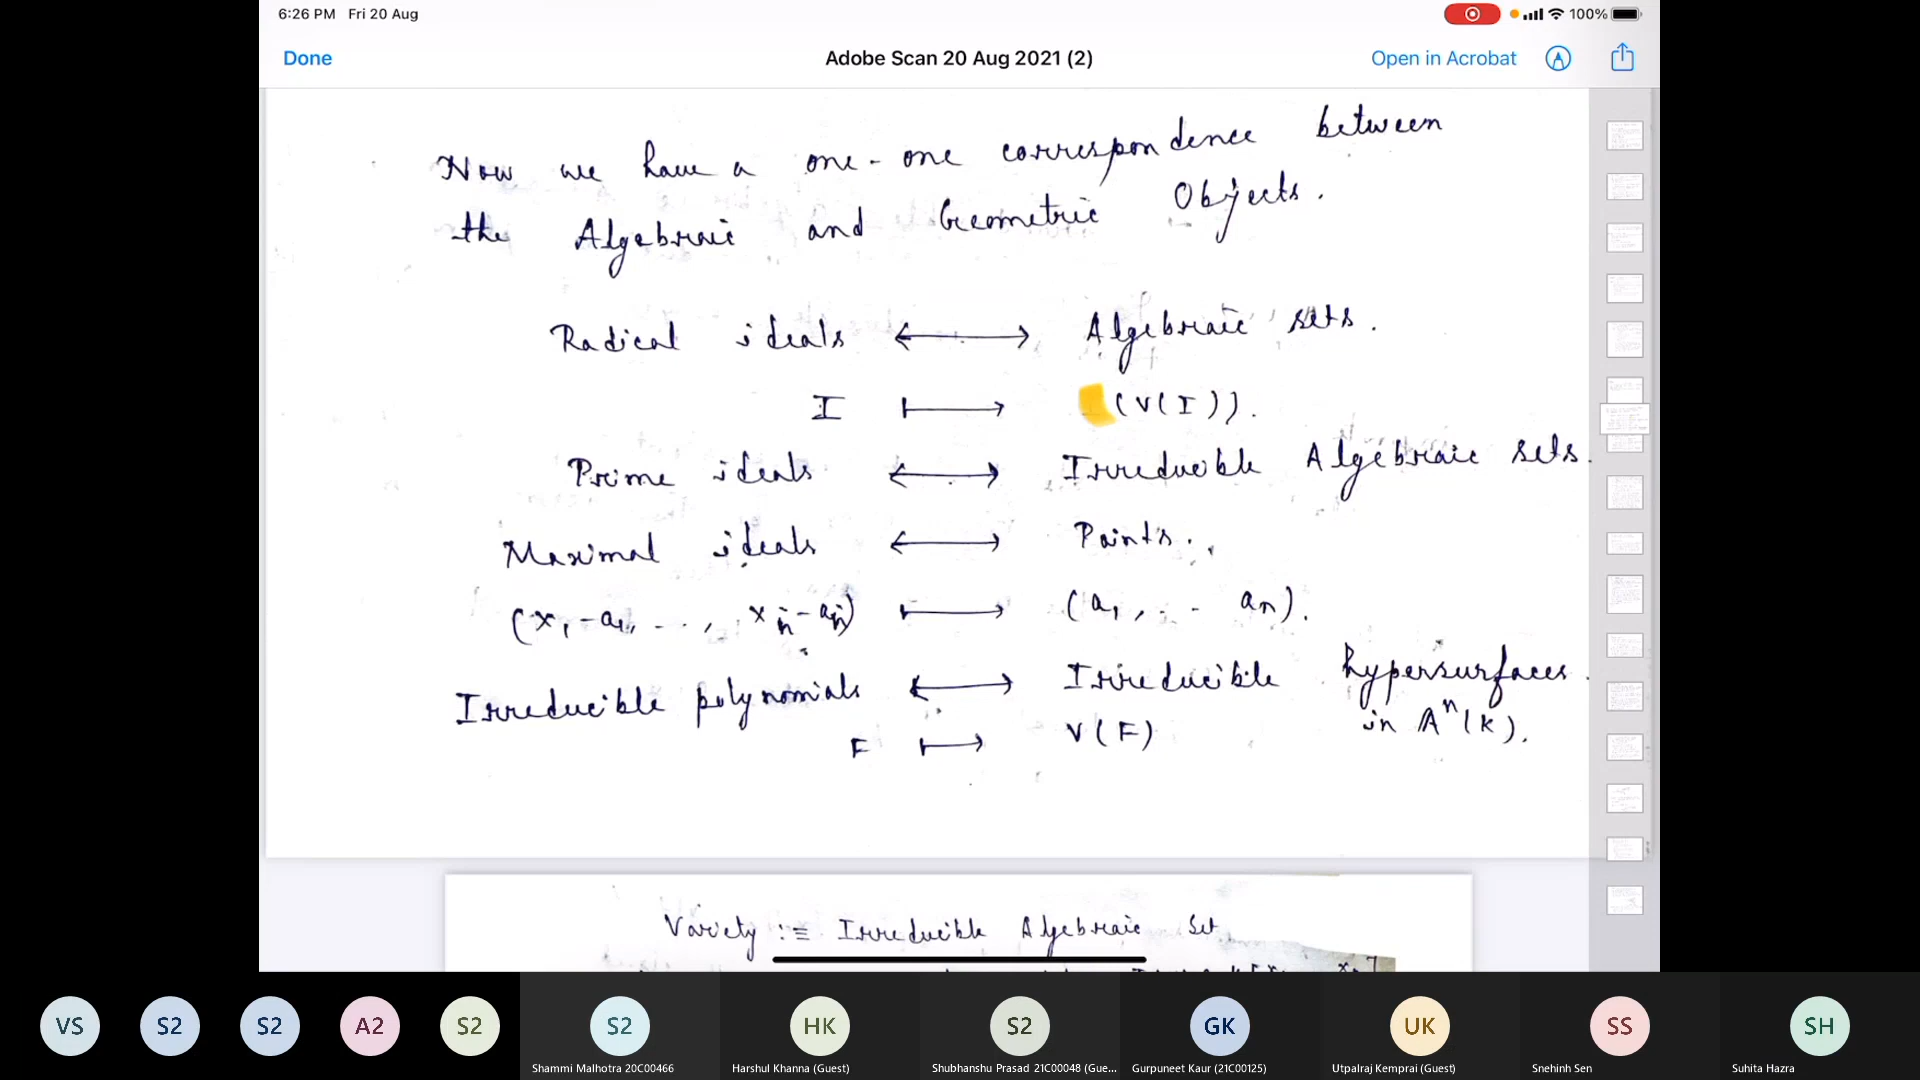 6:26 PM Fri 20 Aug
100%
Done
Adobe Scan 20 Aug 2021 (2)
Open in Acrobat
Now we have a one-one correspondence between
the Algebraic and Geometric Objects.
Radical ideals ⟷ Algebraic sets.
I ⟼ (V(I)).
Prime ideals ⟷ Irreducible Algebraic sets.
Maximal ideals ⟷ Points.
(x₁-a₁, ..., xₙ-aₙ) ⟼ (a₁, .. aₙ).
Irreducible polynomials ⟷ Irreducible hypersurfaces
in 𝔸ⁿ(k).
F ⟼ V(F)
Variety :≡ Irreducible Algebraic Set
VS
S2
S2
A2
S2
S2
HK
S2
GK
UK
SS
SH
Shammi Malhotra 20C00466
Harshul Khanna (Guest)
Shubhanshu Prasad 21C00048 (Gue...
Gurpuneet Kaur (21C00125)
Utpalraj Kemprai (Guest)
Snehinh Sen
Suhita Hazra